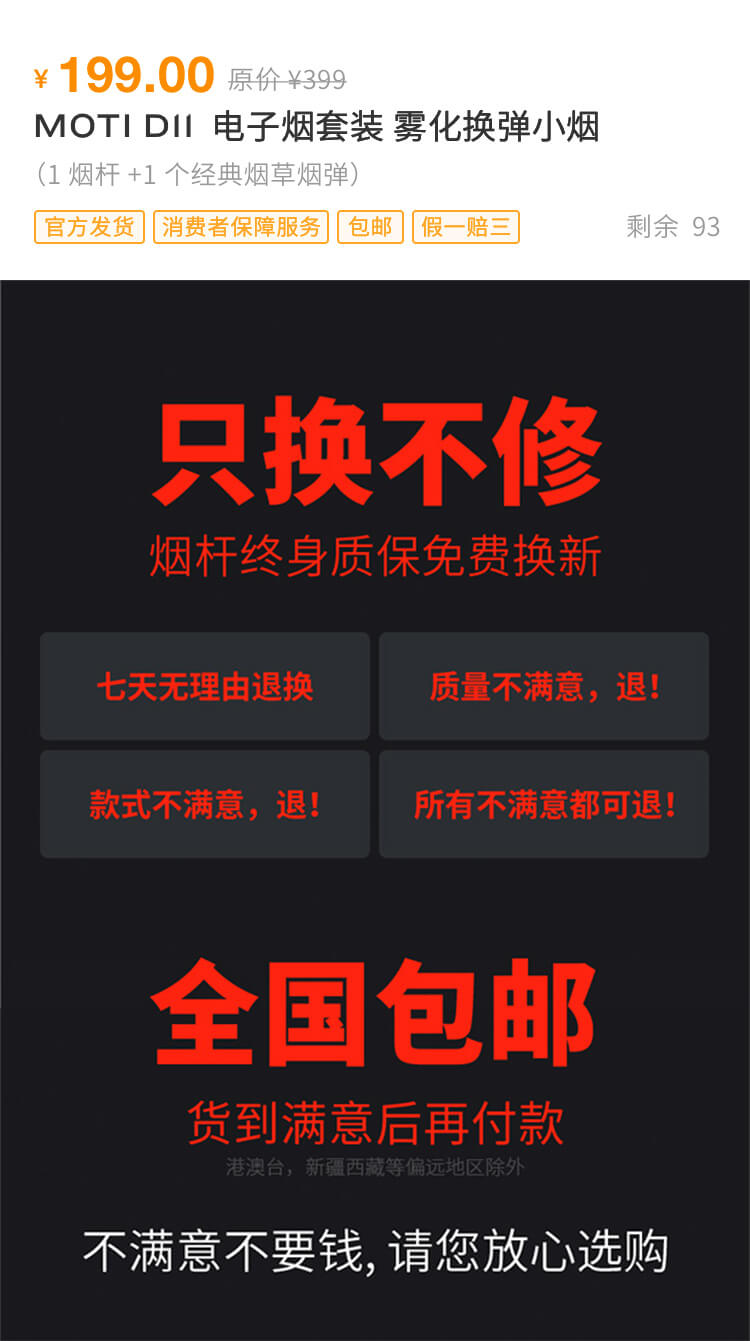 ¥ 199.00 原价 ¥399
MOTI D11 电子烟套装 雾化换弹小烟
(1 烟杆 +1 个经典烟草烟弹)
官方发货 消费者保障服务 包邮 假一赔三 剩余 93
只换不修
烟杆终身质保免费换新
七天无理由退换 质量不满意，退！
款式不满意，退！ 所有不满意都可退！
全国包邮
货到满意后再付款
港澳台，新疆西藏等偏远地区除外
不满意不要钱, 请您放心选购